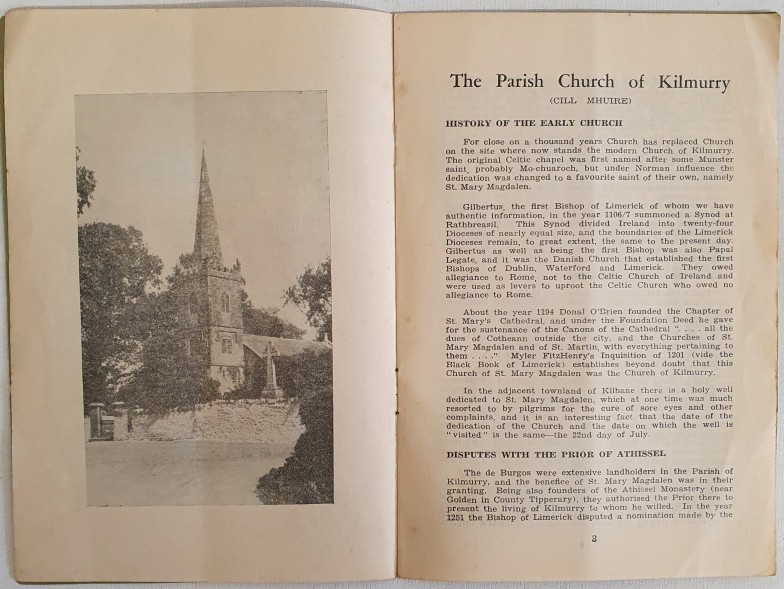 The Parish Church of Kilmurry
(CILL MHUIRE)
HISTORY OF THE EARLY CHURCH
For close on a thousand years Church has replaced Church
on the site where now stands the modern Church of Kilmurry.
The original Celtic chapel was first named after some Munster
saint, probably Mo-chuaroch, but under Norman influence the
dedication was changed to a favourite saint of their own, namely
St. Mary Magdalen.
Gilbertus, the first Bishop of Limerick of whom we have
authentic information, in the year 1106/7 summoned a Synod at
Rathbreasil. This Synod divided Ireland into twenty-four
Dioceses of nearly equal size, and the boundaries of the Limerick
Dioceses remain, to great extent, the same to the present day.
Gilbertus as well as being the first Bishop was also Papal
Legate, and it was the Danish Church that established the first
Bishops of Dublin, Waterford and Limerick. They owed
allegiance to Rome, not to the Celtic Church of Ireland and
were used as levers to uproot the Celtic Church who owed no
allegiance to Rome.
About the year 1194 Donal O'Brien founded the Chapter of
St. Mary's Cathedral, and under the Foundation Deed he gave
for the sustenance of the Canons of the Cathedral ". . . . all the
dues of Cotheann outside the city, and the Churches of St.
Mary Magdalen and of St. Martin, with everything pertaining to
them . . . ." Myler FitzHenry's Inquisition of 1201 (vide the
Black Book of Limerick) establishes beyond doubt that this
Church of St. Mary Magdalen was the Church of Kilmurry.
In the adjacent townland of Kilbane there is a holy well
dedicated to St. Mary Magdalen, which at one time was much
resorted to by pilgrims for the cure of sore eyes and other
complaints, and it is an interesting fact that the date of the
dedication of the Church and the date on which the well is
"visited" is the same—the 22nd day of July.
DISPUTES WITH THE PRIOR OF ATHISSEL
The de Burgos were extensive landholders in the Parish of
Kilmurry, and the benefice of St. Mary Magdalen was in their
granting. Being also founders of the Athissel Monastery (near
Golden in County Tipperary), they authorised the Prior there to
present the living of Kilmurry to whom he willed. In the year
1251 the Bishop of Limerick disputed a nomination made by the
3